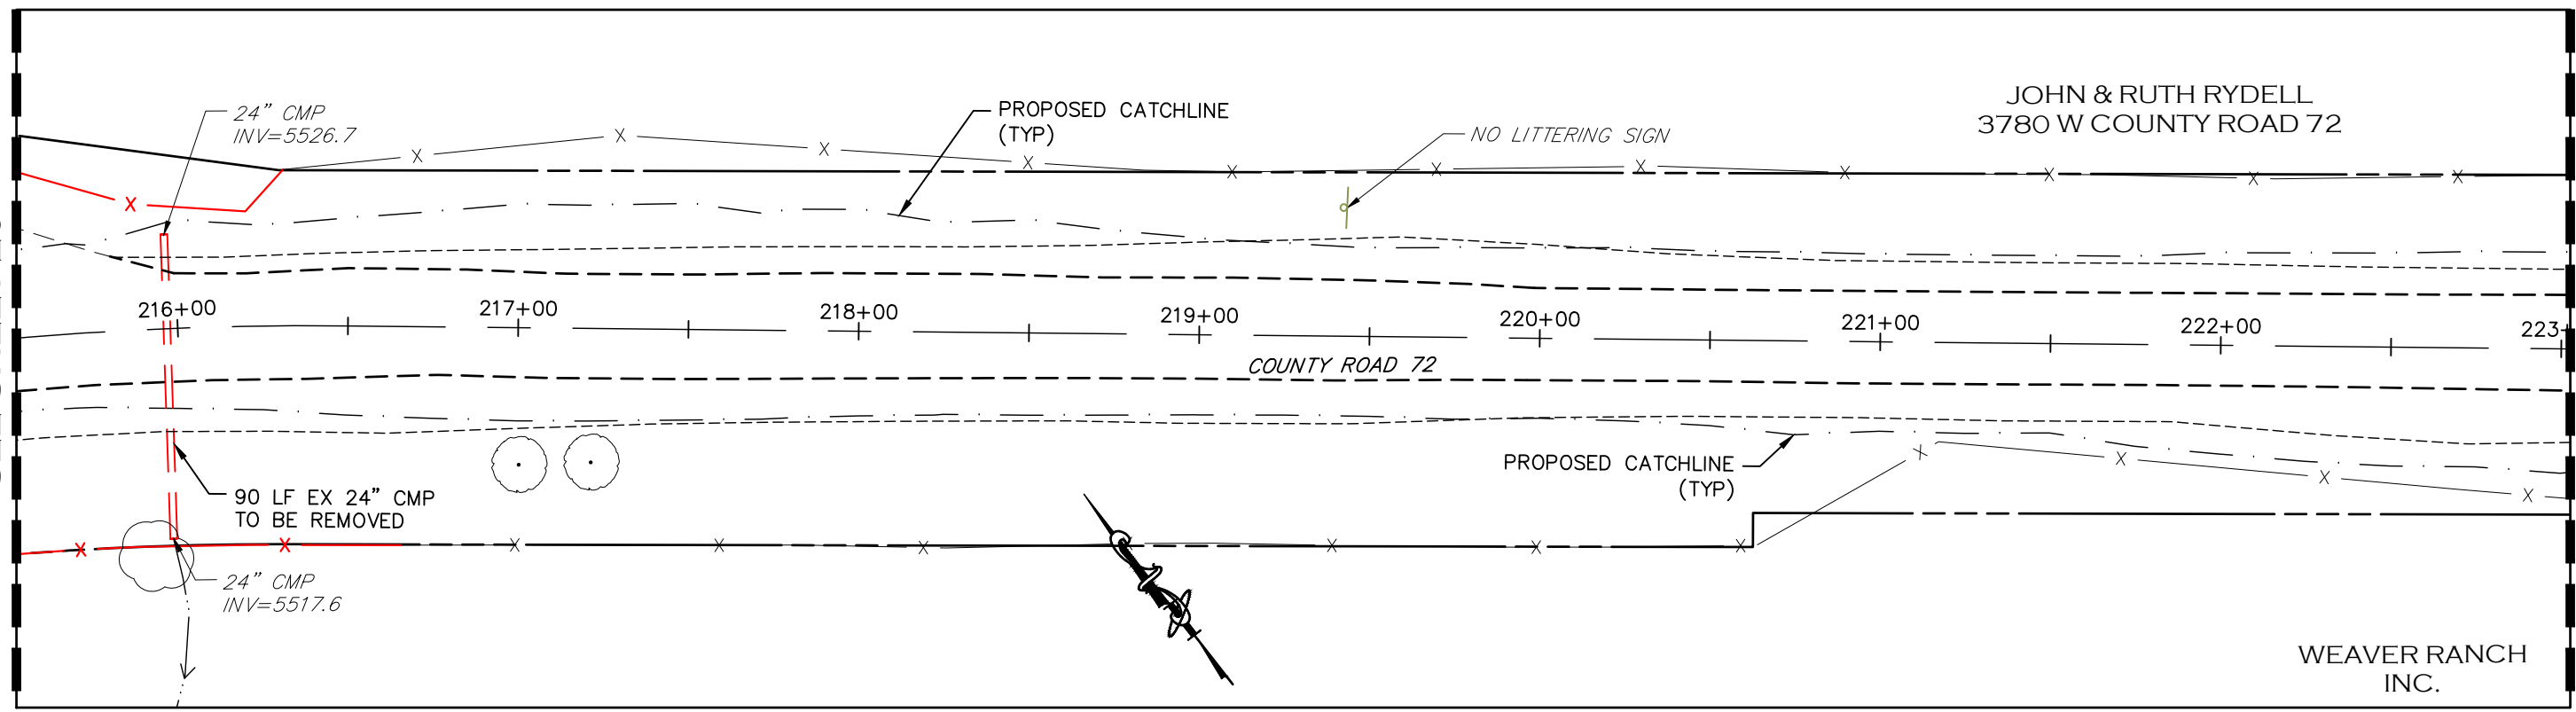 JOHN & RUTH RYDELL
3780 W COUNTY ROAD 72
24" CMP
INV=5526.7
PROPOSED CATCHLINE
(TYP)
NO LITTERING SIGN
216+00
217+00
218+00
219+00
220+00
221+00
222+00
223+
COUNTY ROAD 72
PROPOSED CATCHLINE
(TYP)
90 LF EX 24" CMP
TO BE REMOVED
24" CMP
INV=5517.6
WEAVER RANCH
INC.